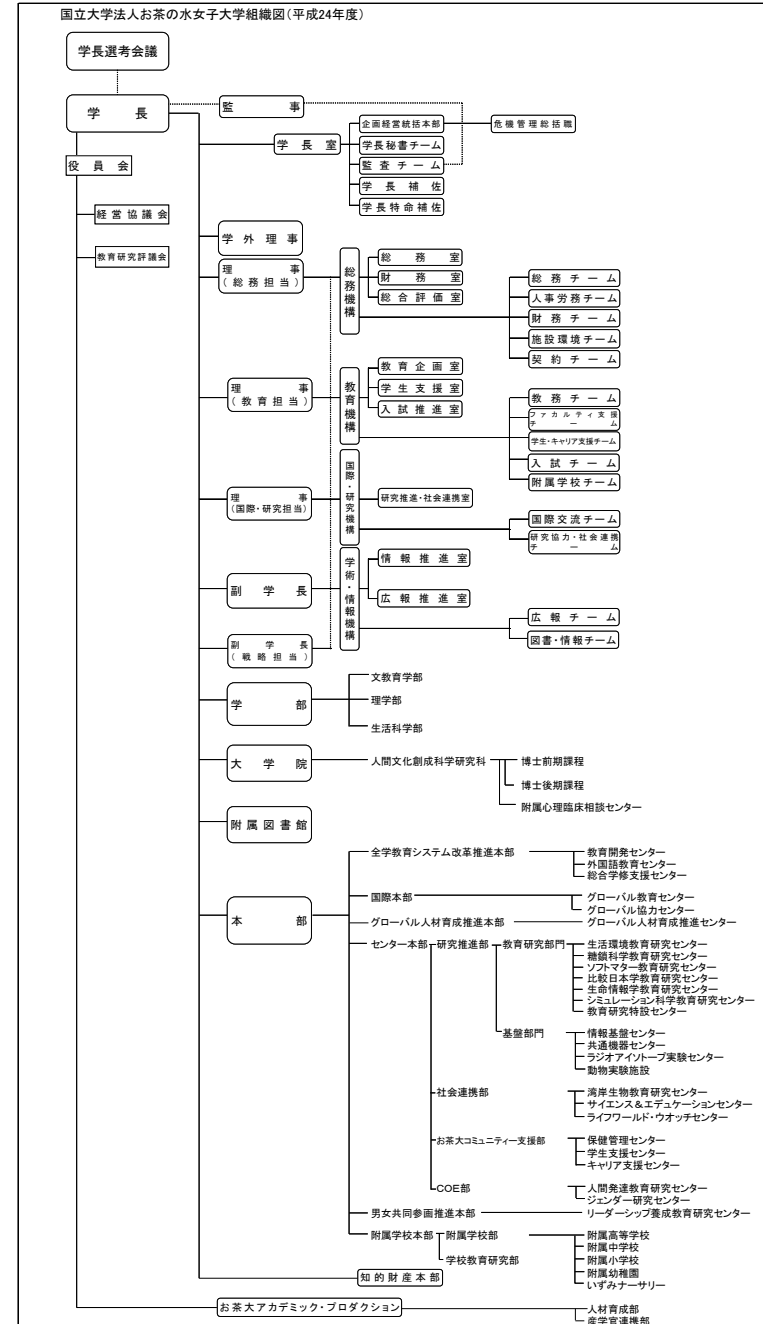 国立大学法人お茶の水女子大学組織図(平成24年度)
学長選考会議
学長
監事
役員会
経営協議会
教育研究評議会
学長室
企画経営統括本部
危機管理総括職
学長秘書チーム
監査チーム
学長補佐
学長特命補佐
学外理事
理事
(総務担当)
総務機構
総務室
財務室
総合評価室
総務チーム
人事労務チーム
財務チーム
施設環境チーム
契約チーム
理事
(教育担当)
教育機構
教育企画室
学生支援室
入試推進室
教務チーム
ファカルティ支援
チーム
学生・キャリア支援チーム
入試チーム
附属学校チーム
理事
(国際・研究担当)
国際・研究機構
研究推進・社会連携室
国際交流チーム
研究協力・社会連携
チーム
副学長
学術・情報機構
情報推進室
広報推進室
広報チーム
図書・情報チーム
副学長
(戦略担当)
学部
文教育学部
理学部
生活科学部
大学院
人間文化創成科学研究科
博士前期課程
博士後期課程
附属心理臨床相談センター
附属図書館
本部
全学教育システム改革推進本部
教育開発センター
外国語教育センター
総合学修支援センター
国際本部
グローバル教育センター
グローバル協力センター
グローバル人材育成推進本部
グローバル人材育成推進センター
センター本部
研究推進部
教育研究部門
生活環境教育研究センター
糖鎖科学教育研究センター
ソフトマター教育研究センター
比較日本学教育研究センター
生命情報学教育研究センター
シミュレーション科学教育研究センター
教育研究特設センター
基盤部門
情報基盤センター
共通機器センター
ラジオアイソトープ実験センター
動物実験施設
社会連携部
湾岸生物教育研究センター
サイエンス&エデュケーションセンター
ライフワールド・ウオッチセンター
お茶大コミュニティー支援部
保健管理センター
学生支援センター
キャリア支援センター
COE部
人間発達教育研究センター
ジェンダー研究センター
男女共同参画推進本部
リーダーシップ養成教育研究センター
附属学校本部
附属学校部
附属高等学校
附属中学校
附属小学校
附属幼稚園
いずみナーサリー
学校教育研究部
知的財産本部
お茶大アカデミック・プロダクション
人材育成部
産学官連携部